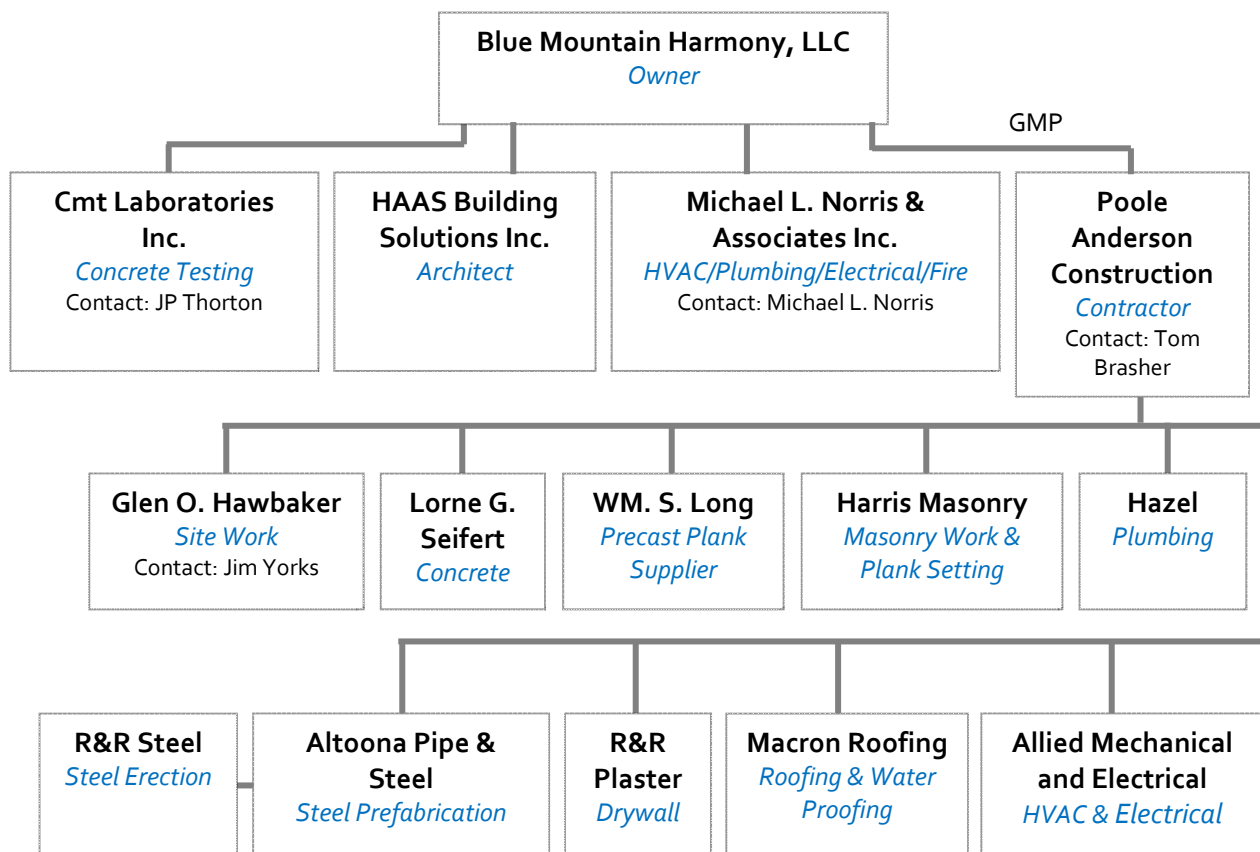 Blue Mountain Harmony, LLC
Owner
GMP
Cmt Laboratories
Inc.
Concrete Testing
Contact: JP Thorton
HAAS Building
Solutions Inc.
Architect
Michael L. Norris &
Associates Inc.
HVAC/Plumbing/Electrical/Fire
Contact: Michael L. Norris
Poole
Anderson
Construction
Contractor
Contact: Tom
Brasher
Glen O. Hawbaker
Site Work
Contact: Jim Yorks
Lorne G.
Seifert
Concrete
WM. S. Long
Precast Plank
Supplier
Harris Masonry
Masonry Work &
Plank Setting
Hazel
Plumbing
R&R Steel
Steel Erection
Altoona Pipe &
Steel
Steel Prefabrication
R&R
Plaster
Drywall
Macron Roofing
Roofing & Water
Proofing
Allied Mechanical
and Electrical
HVAC & Electrical